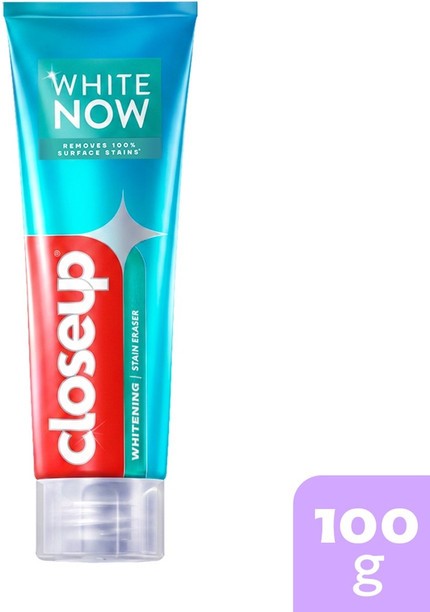 WHITE
NOW
REMOVES 100%
SURFACE STAINS*
closeup®
WHITENING | STAIN ERASER
100
g